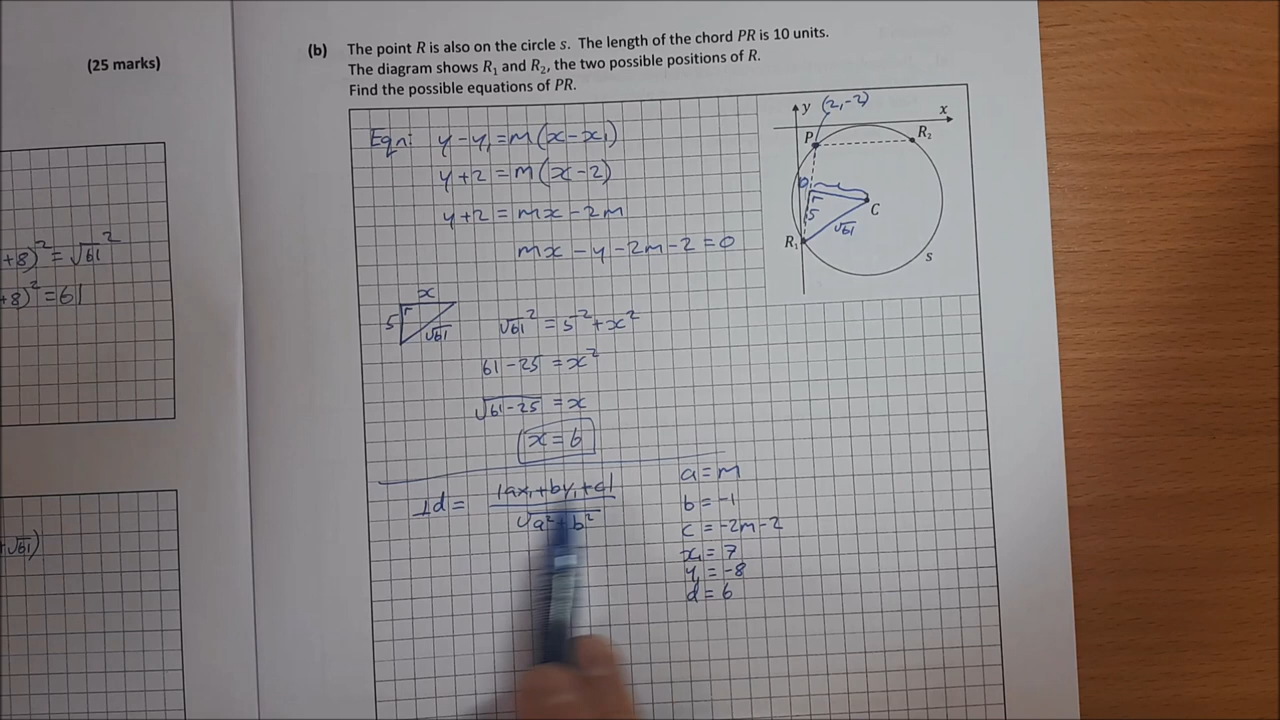 (25 marks)
+8)² = √61²
+8)² = 61
+√61)
(b) The point R is also on the circle s. The length of the chord PR is 10 units.
The diagram shows R₁ and R₂, the two possible positions of R.
Find the possible equations of PR.
Eqn: y - y₁ = m(x - x₁)
y + 2 = m(x - 2)
y + 2 = mx - 2m
mx - y - 2m - 2 = 0
x
5
√61
√61² = 5² + x²
61 - 25 = x²
√61 - 25 = x
x = 6
⊥d = |ax₁ + by₁ + c|
√a² + b²
a = m
b = -1
c = -2m - 2
x₁ = 7
y₁ = -8
d = 6
y (2, -2) x
P R₂
5 C
√61
R₁
s